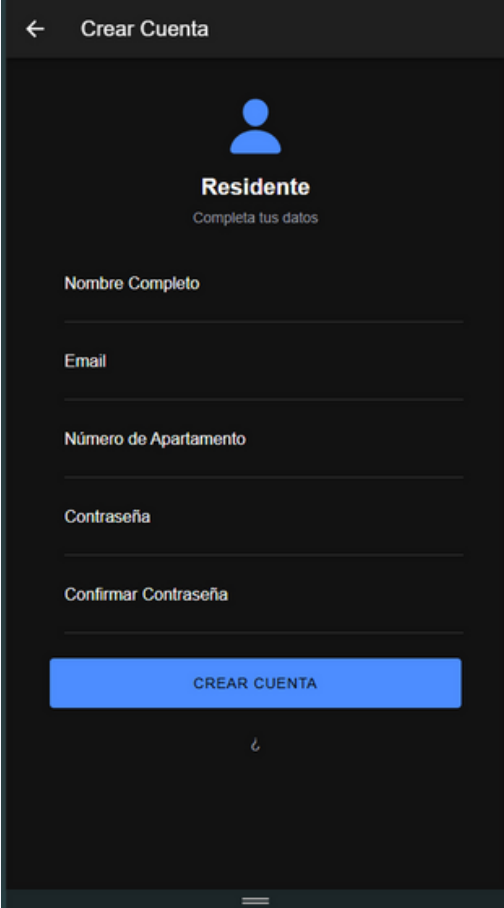 Crear Cuenta
Residente
Completa tus datos
Nombre Completo
Email
Número de Apartamento
Contraseña
Confirmar Contraseña
CREAR CUENTA
¿